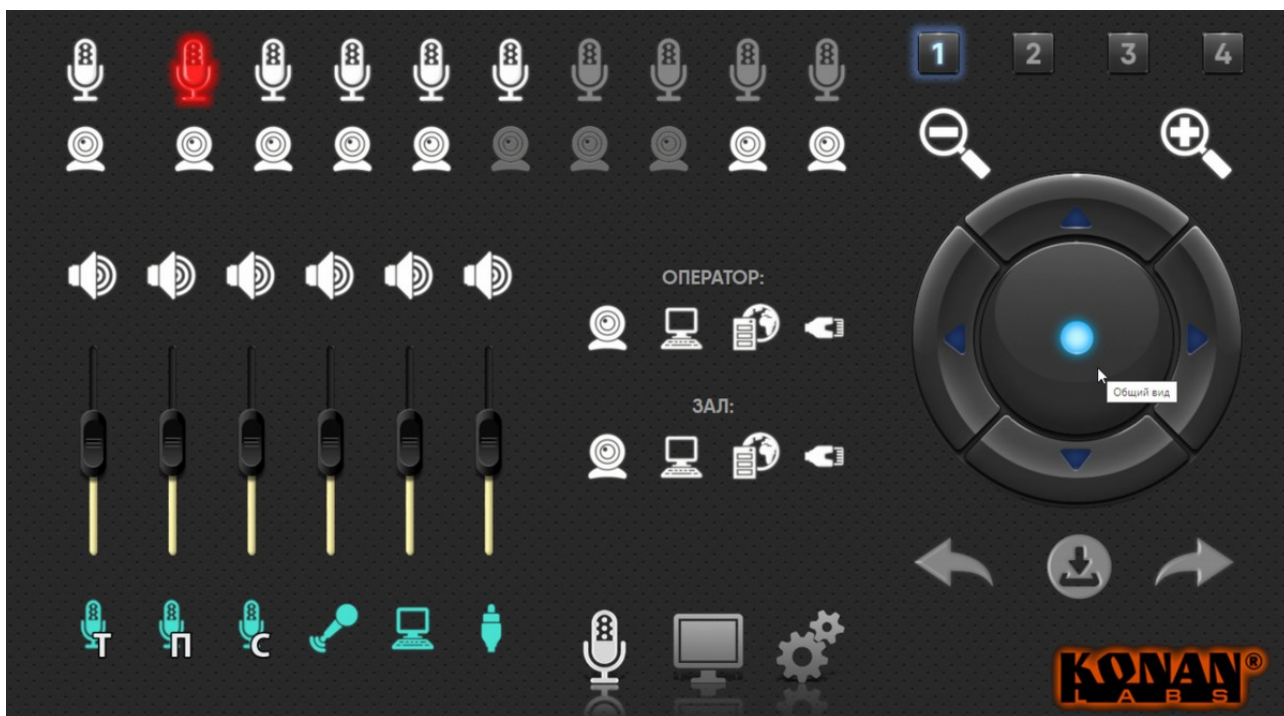 1 2 3 4
ОПЕРАТОР:
Общий вид
ЗАЛ:
Т П С
KONAN®
LABS